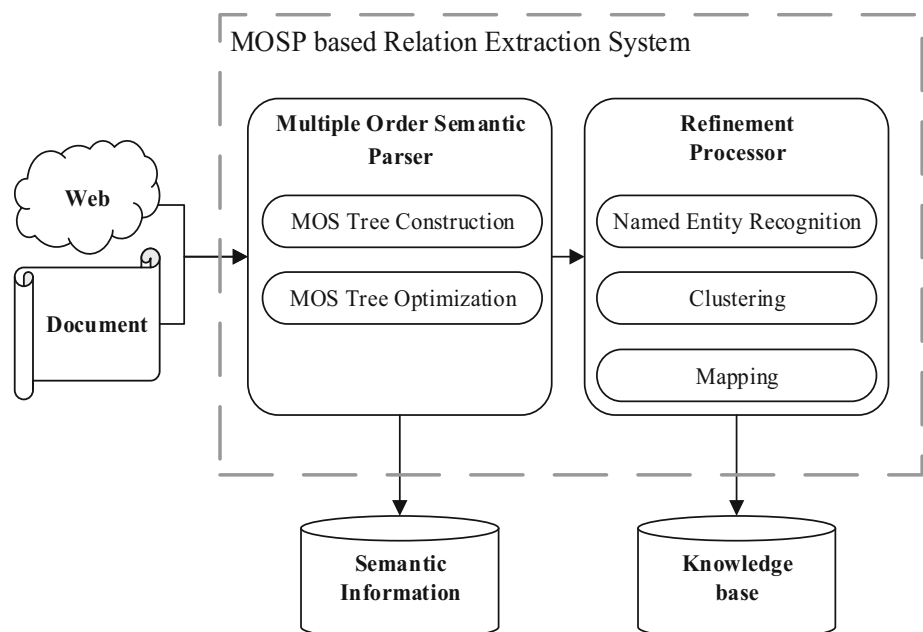 MOSP based Relation Extraction System
Web
Document
Multiple Order Semantic
Parser
MOS Tree Construction
MOS Tree Optimization
Refinement
Processor
Named Entity Recognition
Clustering
Mapping
Semantic
Information
Knowledge
base